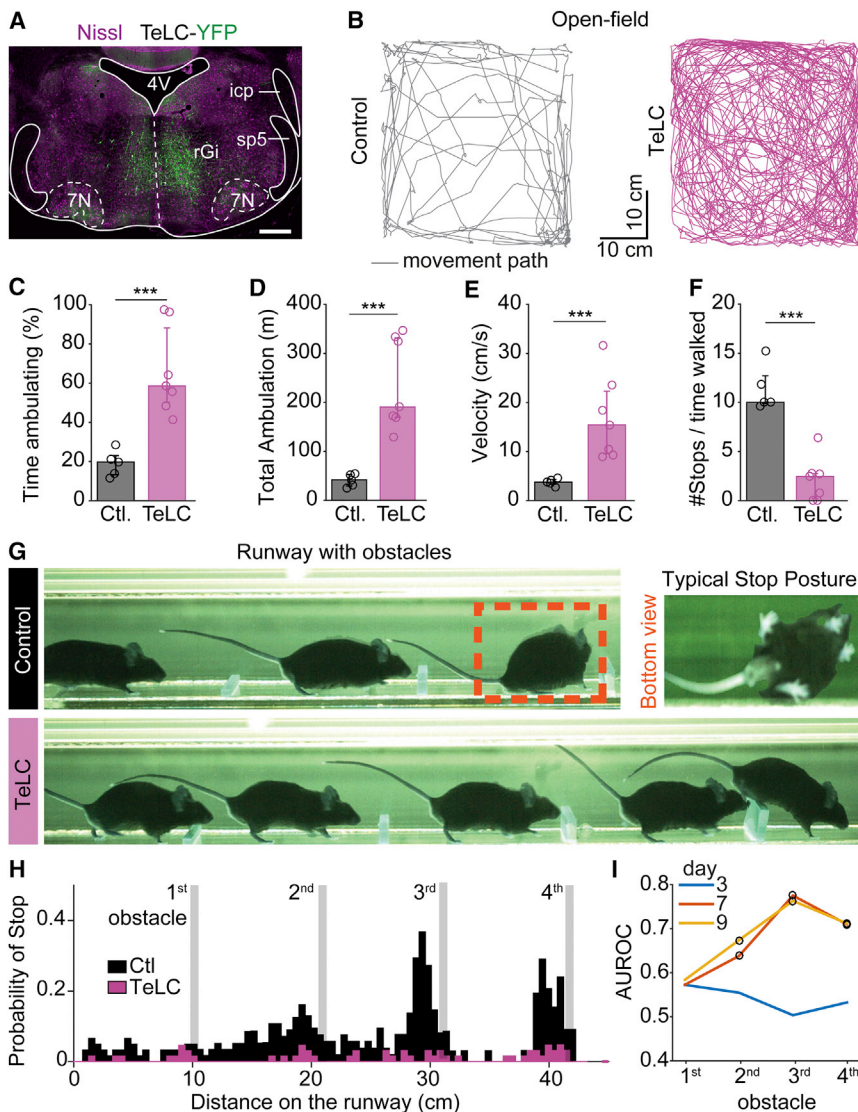 A
Nissl TeLC-YFP
4V
icp
sp5
rGi
7N
7N
B
Open-field
Control
TeLC
10 cm
10 cm
movement path
C
Time ambulating (%)
100
80
60
40
20
0
***
Ctl. TeLC
D
Total Ambulation (m)
400
300
200
100
0
***
Ctl. TeLC
E
Velocity (cm/s)
40
30
20
10
0
***
Ctl. TeLC
F
#Stops / time walked
20
15
10
5
0
***
Ctl. TeLC
G
Runway with obstacles
Control
TeLC
Typical Stop Posture
Bottom view
H
Probability of Stop
0.4
0.2
0
1st
obstacle
2nd
3rd
4th
Ctl
TeLC
0 10 20 30 40
Distance on the runway (cm)
I
day
3
7
9
AUROC
0.8
0.7
0.6
0.5
0.4
1st 2nd 3rd 4th
obstacle